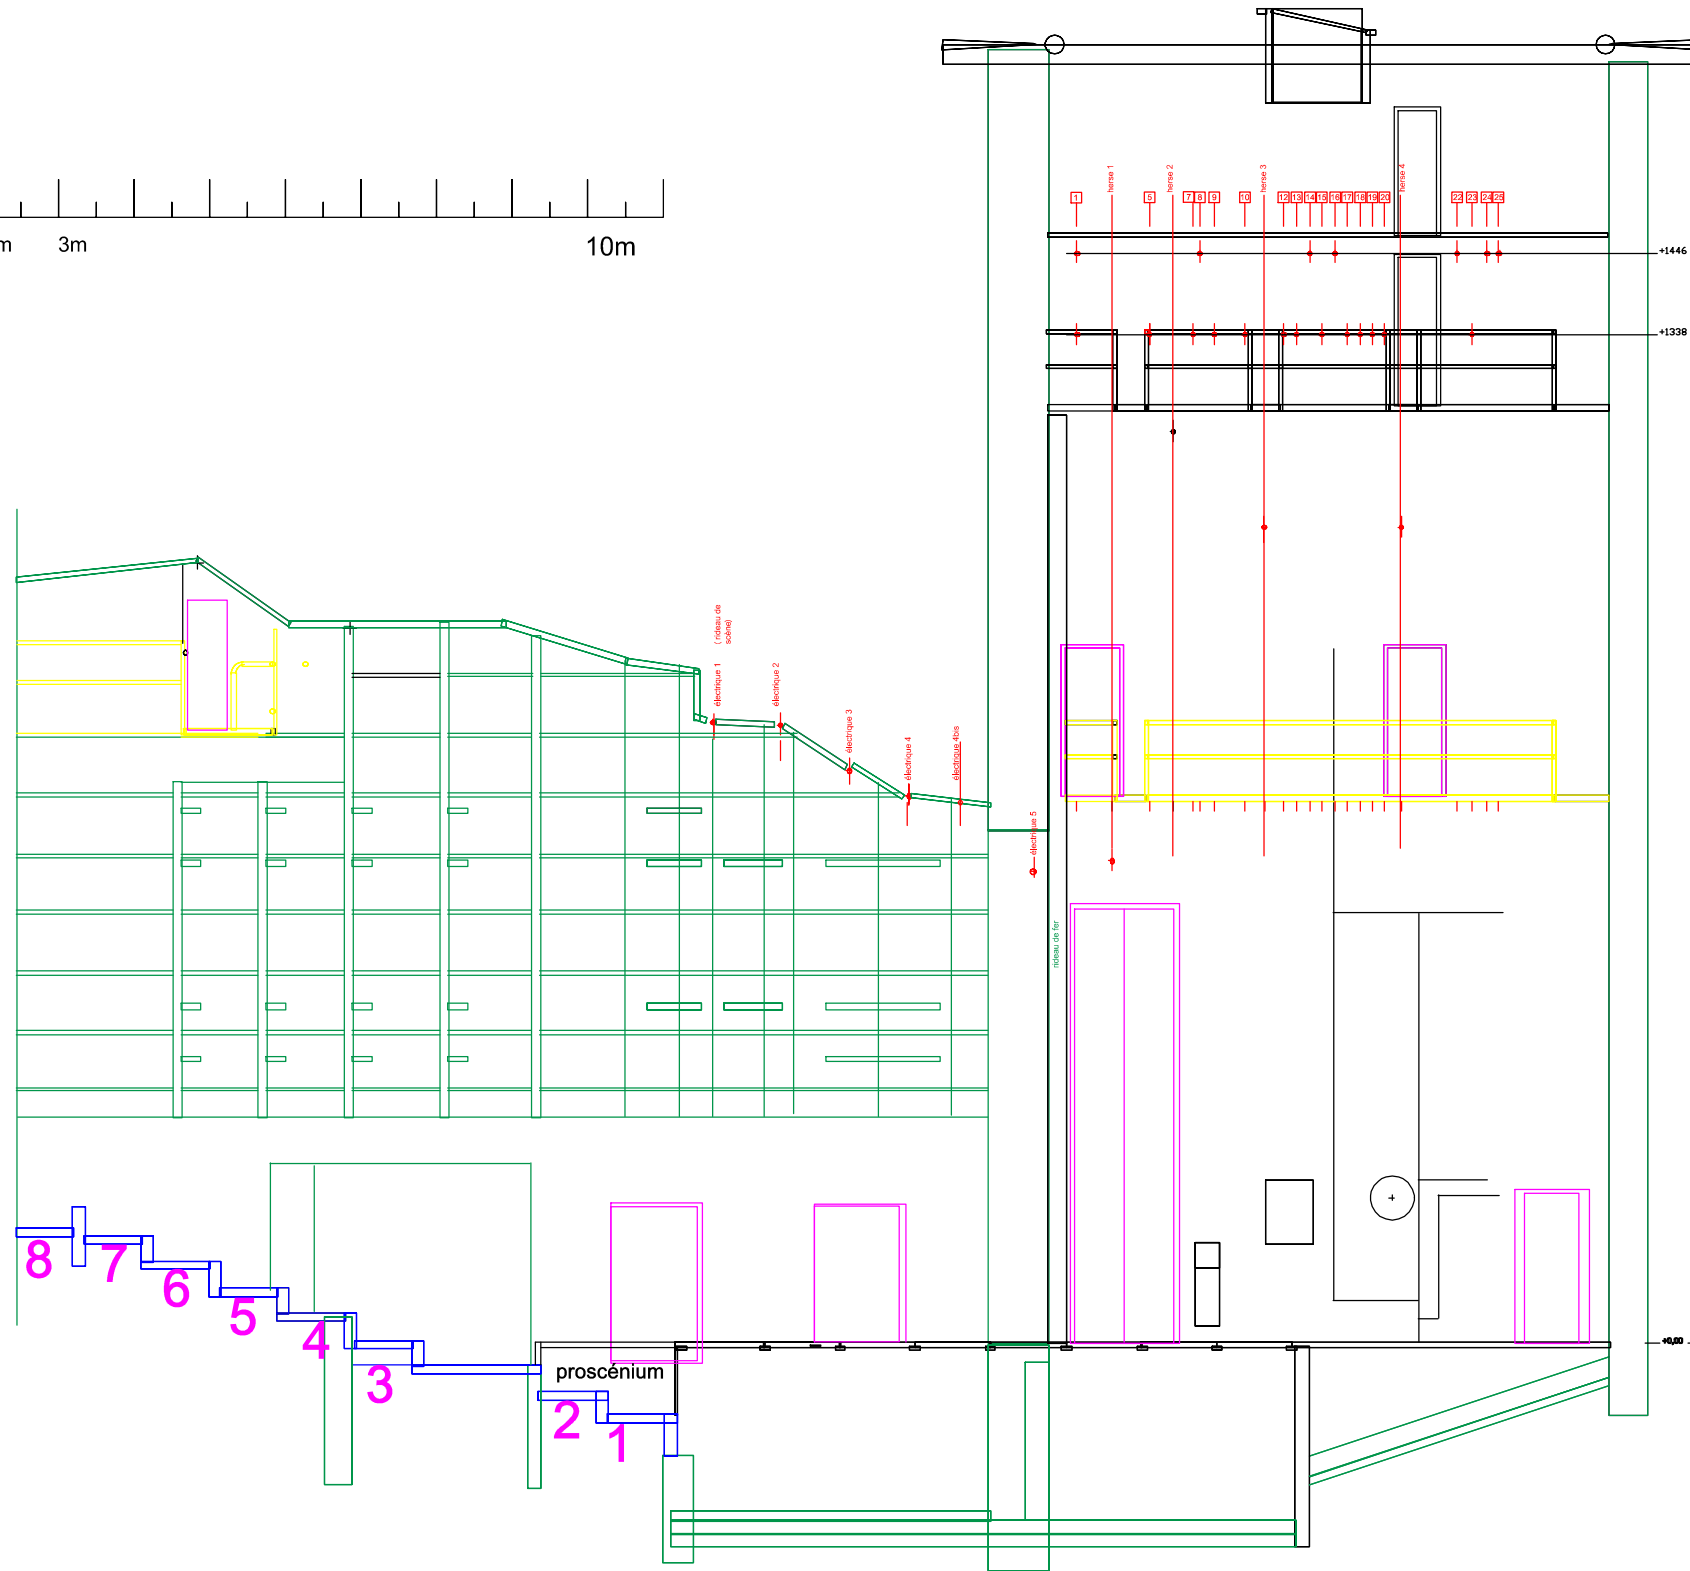 m
3m
10m
herse 1
herse 2
herse 3
herse 4
1
5
7
8
9
10
12
13
14
15
16
17
18
19
20
22
23
24
25
+1446
+1338
( rideau de
scène)
électrique 1
électrique 2
électrique 3
électrique 4
électrique 4bis
électrique 5
rideau de fer
8
7
6
5
4
3
2
1
proscénium
+0,00